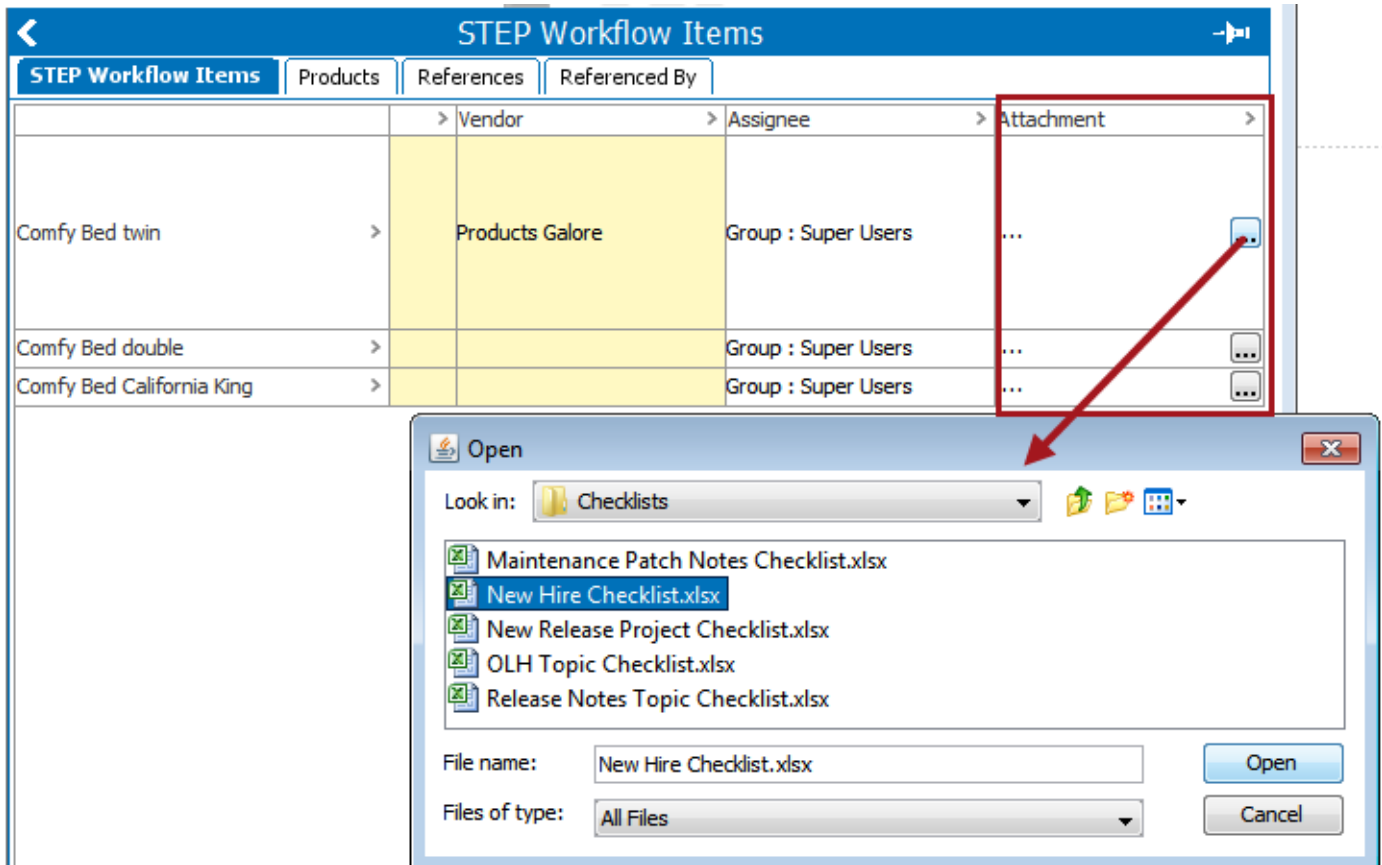 STEP Workflow Items
STEP Workflow Items Products References Referenced By
> Vendor > Assignee > Attachment >
Comfy Bed twin > Products Galore Group : Super Users ... ...
Comfy Bed double > Group : Super Users ... ...
Comfy Bed California King > Group : Super Users ... ...
Open
Look in: Checklists
Maintenance Patch Notes Checklist.xlsx
New Hire Checklist.xlsx
New Release Project Checklist.xlsx
OLH Topic Checklist.xlsx
Release Notes Topic Checklist.xlsx
File name: New Hire Checklist.xlsx Open
Files of type: All Files Cancel